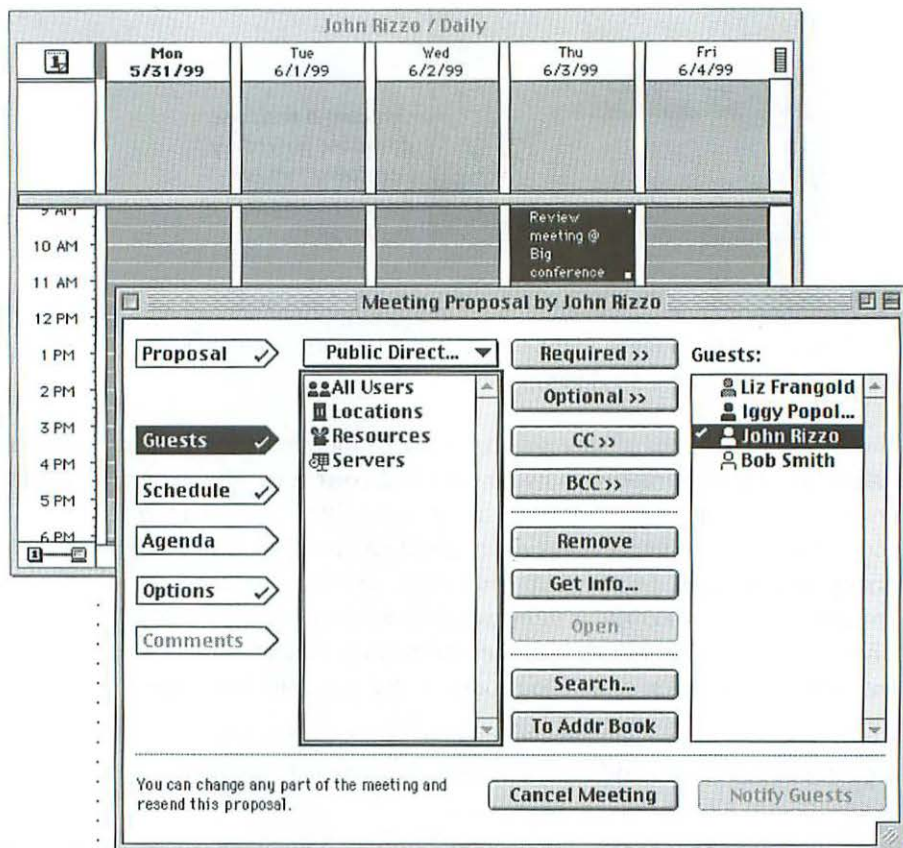 John Rizzo / Daily
Mon
5/31/99
Tue
6/1/99
Wed
6/2/99
Thu
6/3/99
Fri
6/4/99
9 AM
10 AM
11 AM
12 PM
1 PM
2 PM
3 PM
4 PM
5 PM
6 PM
Review
meeting @
Big
conference
Meeting Proposal by John Rizzo
Proposal
Guests
Schedule
Agenda
Options
Comments
Public Direct...
All Users
Locations
Resources
Servers
Required >>
Optional >>
CC >>
BCC >>
Remove
Get Info...
Open
Search...
To Addr Book
Guests:
Liz Frangold
Iggy Popol...
John Rizzo
Bob Smith
You can change any part of the meeting and
resend this proposal.
Cancel Meeting
Notify Guests